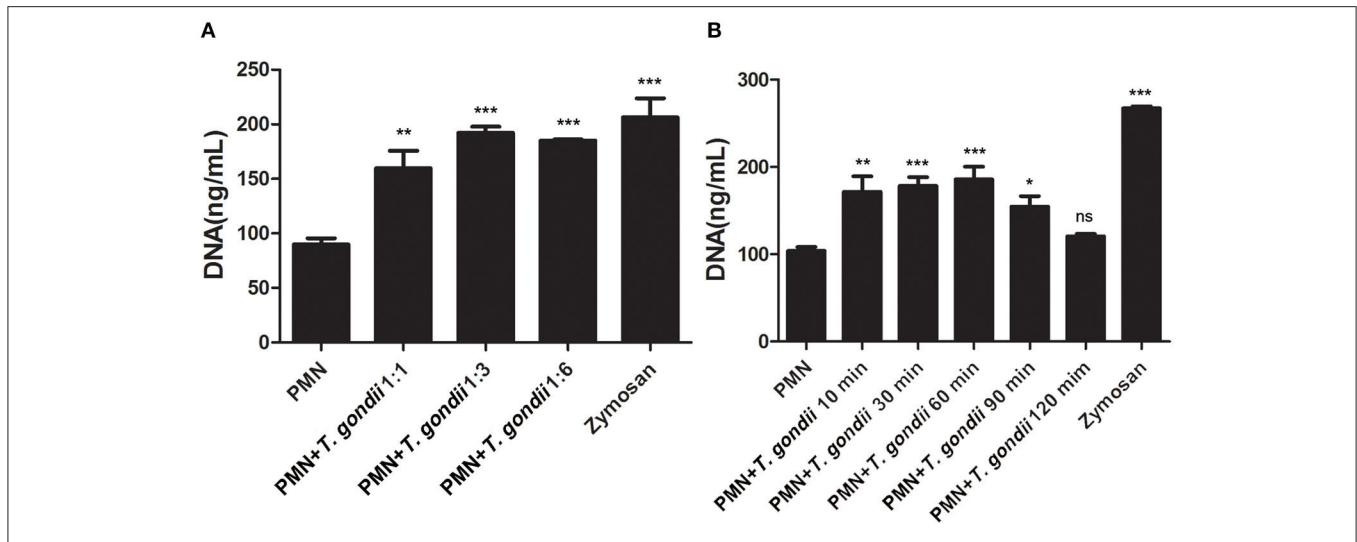 A
DNA(ng/mL)
250
200
150
100
50
0
**
***
***
***
PMN
PMN+T. gondii 1:1
PMN+T. gondii 1:3
PMN+T. gondii 1:6
Zymosan
B
DNA(ng/mL)
300
200
100
0
**
***
***
*
ns
***
PMN
PMN+T. gondii 10 min
PMN+T. gondii 30 min
PMN+T. gondii 60 min
PMN+T. gondii 90 min
PMN+T. gondii 120 mim
Zymosan